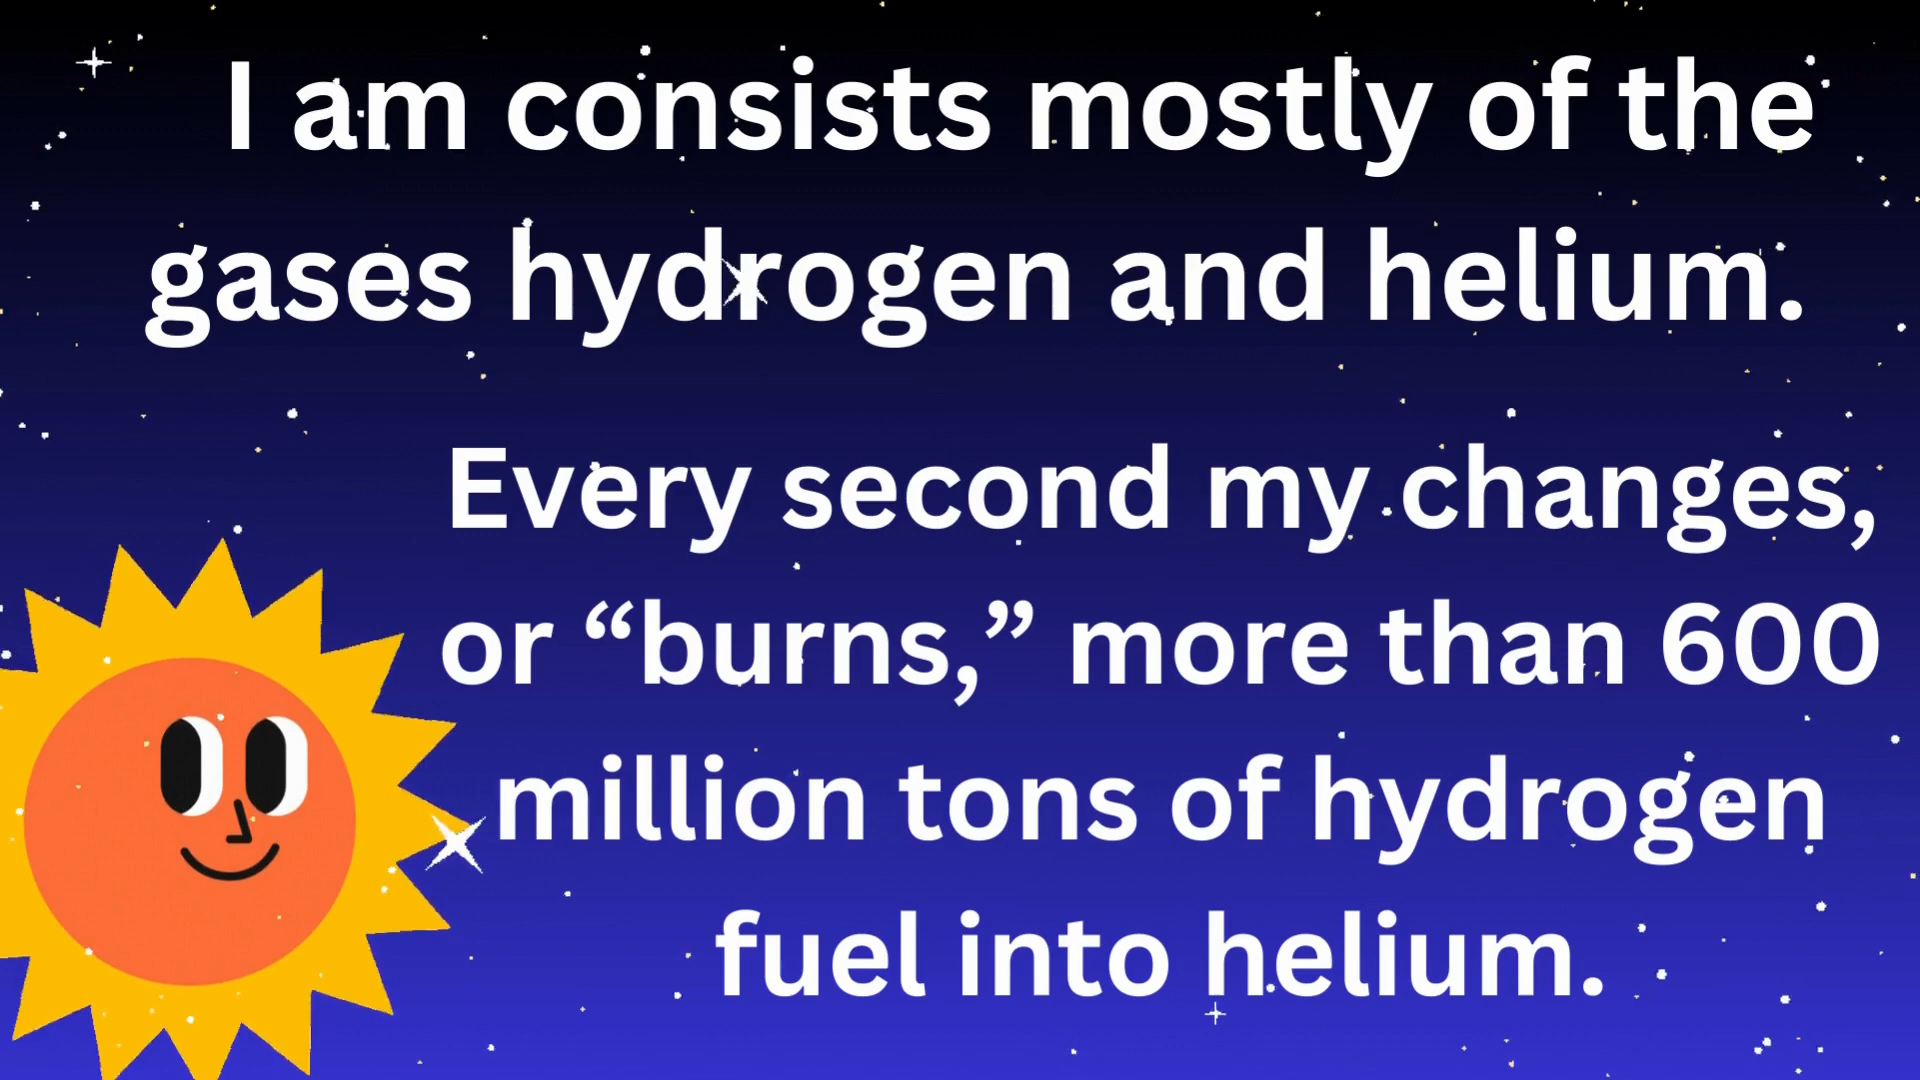 I am consists mostly of the
gases hydrogen and helium.
Every second my changes,
or “burns,” more than 600
million tons of hydrogen
fuel into helium.